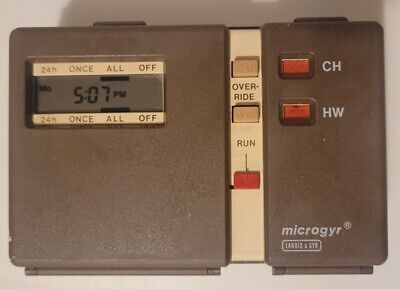 24h ONCE ALL OFF
Mo
5:07 PM
24h ONCE ALL OFF
OVER-
RIDE
RUN
CH
HW
microgyr®
LANDIS & GYR